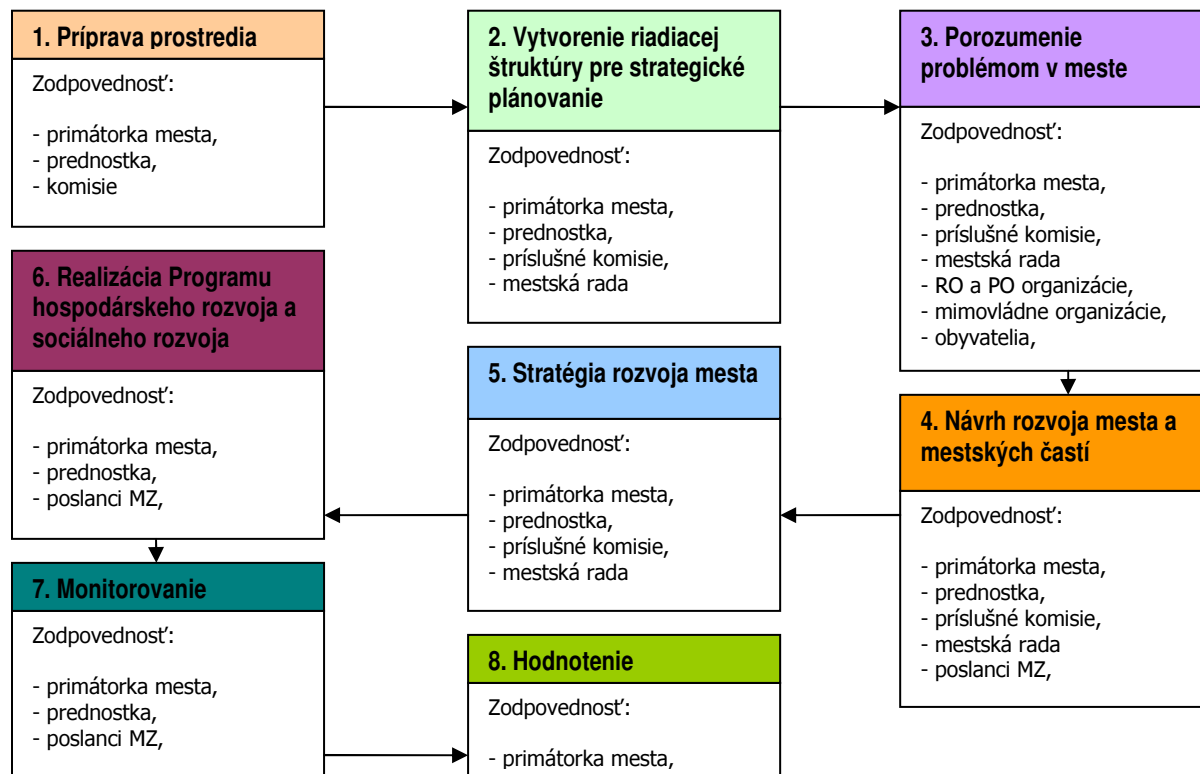 1. Príprava prostredia
Zodpovednosť:
- primátorka mesta,
- prednostka,
- komisie
2. Vytvorenie riadiacej
štruktúry pre strategické
plánovanie
Zodpovednosť:
- primátorka mesta,
- prednostka,
- príslušné komisie,
- mestská rada
3. Porozumenie
problémom v meste
Zodpovednosť:
- primátorka mesta,
- prednostka,
- príslušné komisie,
- mestská rada
- RO a PO organizácie,
- mimovládne organizácie,
- obyvatelia,
4. Návrh rozvoja mesta a
mestských častí
Zodpovednosť:
- primátorka mesta,
- prednostka,
- príslušné komisie,
- mestská rada
- poslanci MZ,
5. Stratégia rozvoja mesta
Zodpovednosť:
- primátorka mesta,
- prednostka,
- príslušné komisie,
- mestská rada
6. Realizácia Programu
hospodárskeho rozvoja a
sociálneho rozvoja
Zodpovednosť:
- primátorka mesta,
- prednostka,
- poslanci MZ,
7. Monitorovanie
Zodpovednosť:
- primátorka mesta,
- prednostka,
- poslanci MZ,
8. Hodnotenie
Zodpovednosť:
- primátorka mesta,